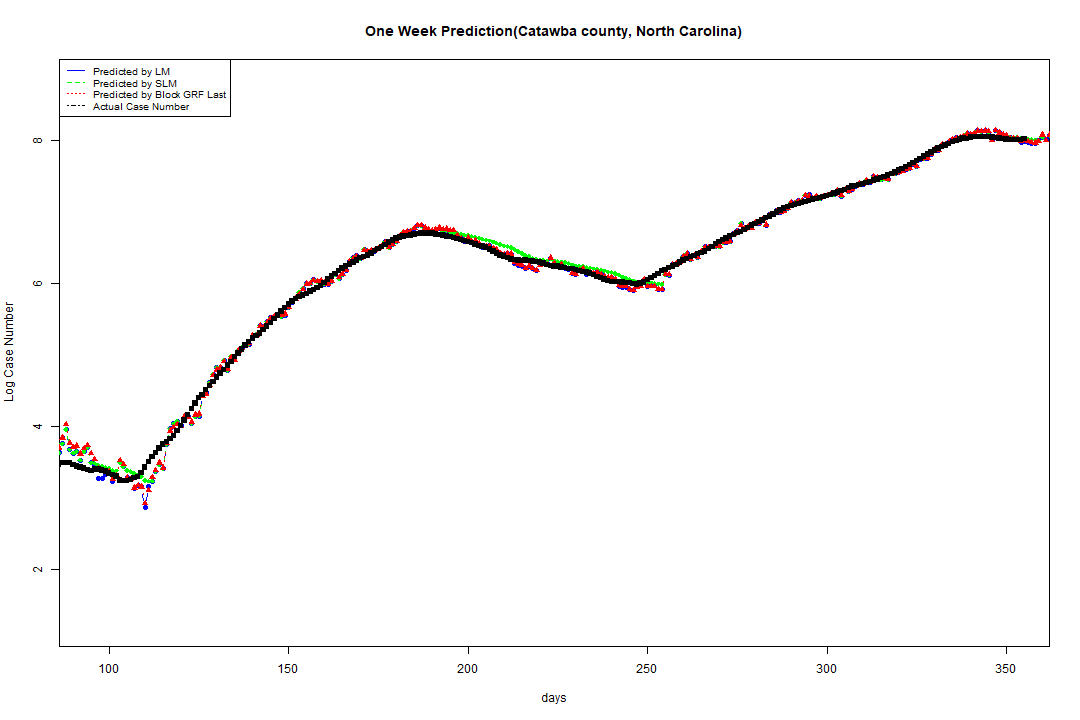 One Week Prediction(Catawba county, North Carolina)
Predicted by LM
Predicted by SLM
Predicted by Block GRF Last
Actual Case Number
8
6
4
2
Log Case Number
100 150 200 250 300 350
days